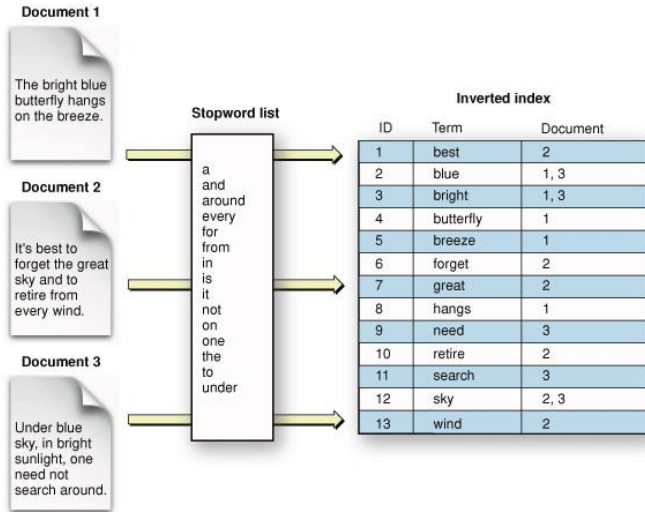 Document 1
The bright blue
butterfly hangs
on the breeze.
Document 2
It's best to
forget the great
sky and to
retire from
every wind.
Document 3
Under blue
sky, in bright
sunlight, one
need not
search around.
Stopword list
a
and
around
every
for
from
in
is
it
not
on
one
the
to
under
Inverted index
ID Term Document
1 best 2
2 blue 1, 3
3 bright 1, 3
4 butterfly 1
5 breeze 1
6 forget 2
7 great 2
8 hangs 1
9 need 3
10 retire 2
11 search 3
12 sky 2, 3
13 wind 2